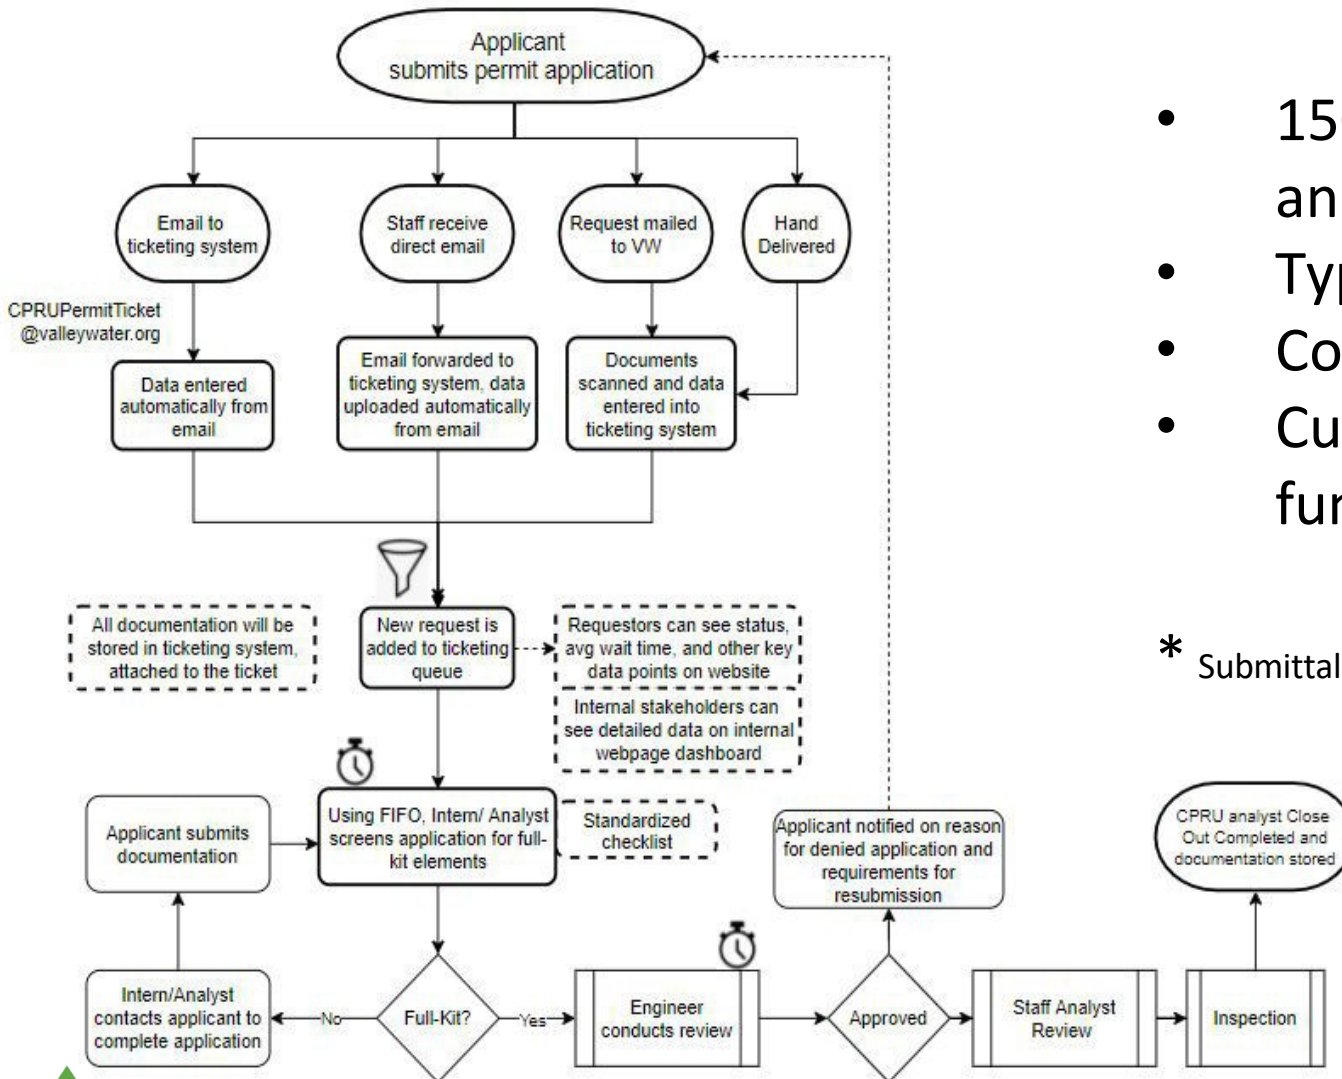 Applicant
submits permit application
Email to
ticketing system
Staff receive
direct email
Request mailed
to VW
Hand
Delivered
CPRUPermitTicket
@valleywater.org
Data entered
automatically from
email
Email forwarded to
ticketing system, data
uploaded automatically
from email
Documents
scanned and data
entered into
ticketing system
All documentation will be
stored in ticketing system,
attached to the ticket
New request is
added to ticketing
queue
Requestors can see status,
avg wait time, and other key
data points on website
Internal stakeholders can
see detailed data on internal
webpage dashboard
Applicant submits
documentation
Using FIFO, Intern/ Analyst
screens application for full-
kit elements
Standardized
checklist
Applicant notified on reason
for denied application and
requirements for
resubmission
CPRU analyst Close
Out Completed and
documentation stored
Intern/Analyst
contacts applicant to
complete application
No
Full-Kit?
Yes
Engineer
conducts review
Approved
Staff Analyst
Review
Inspection
• 15
an
• Ty
• Co
• Cu
fu
* Submittal